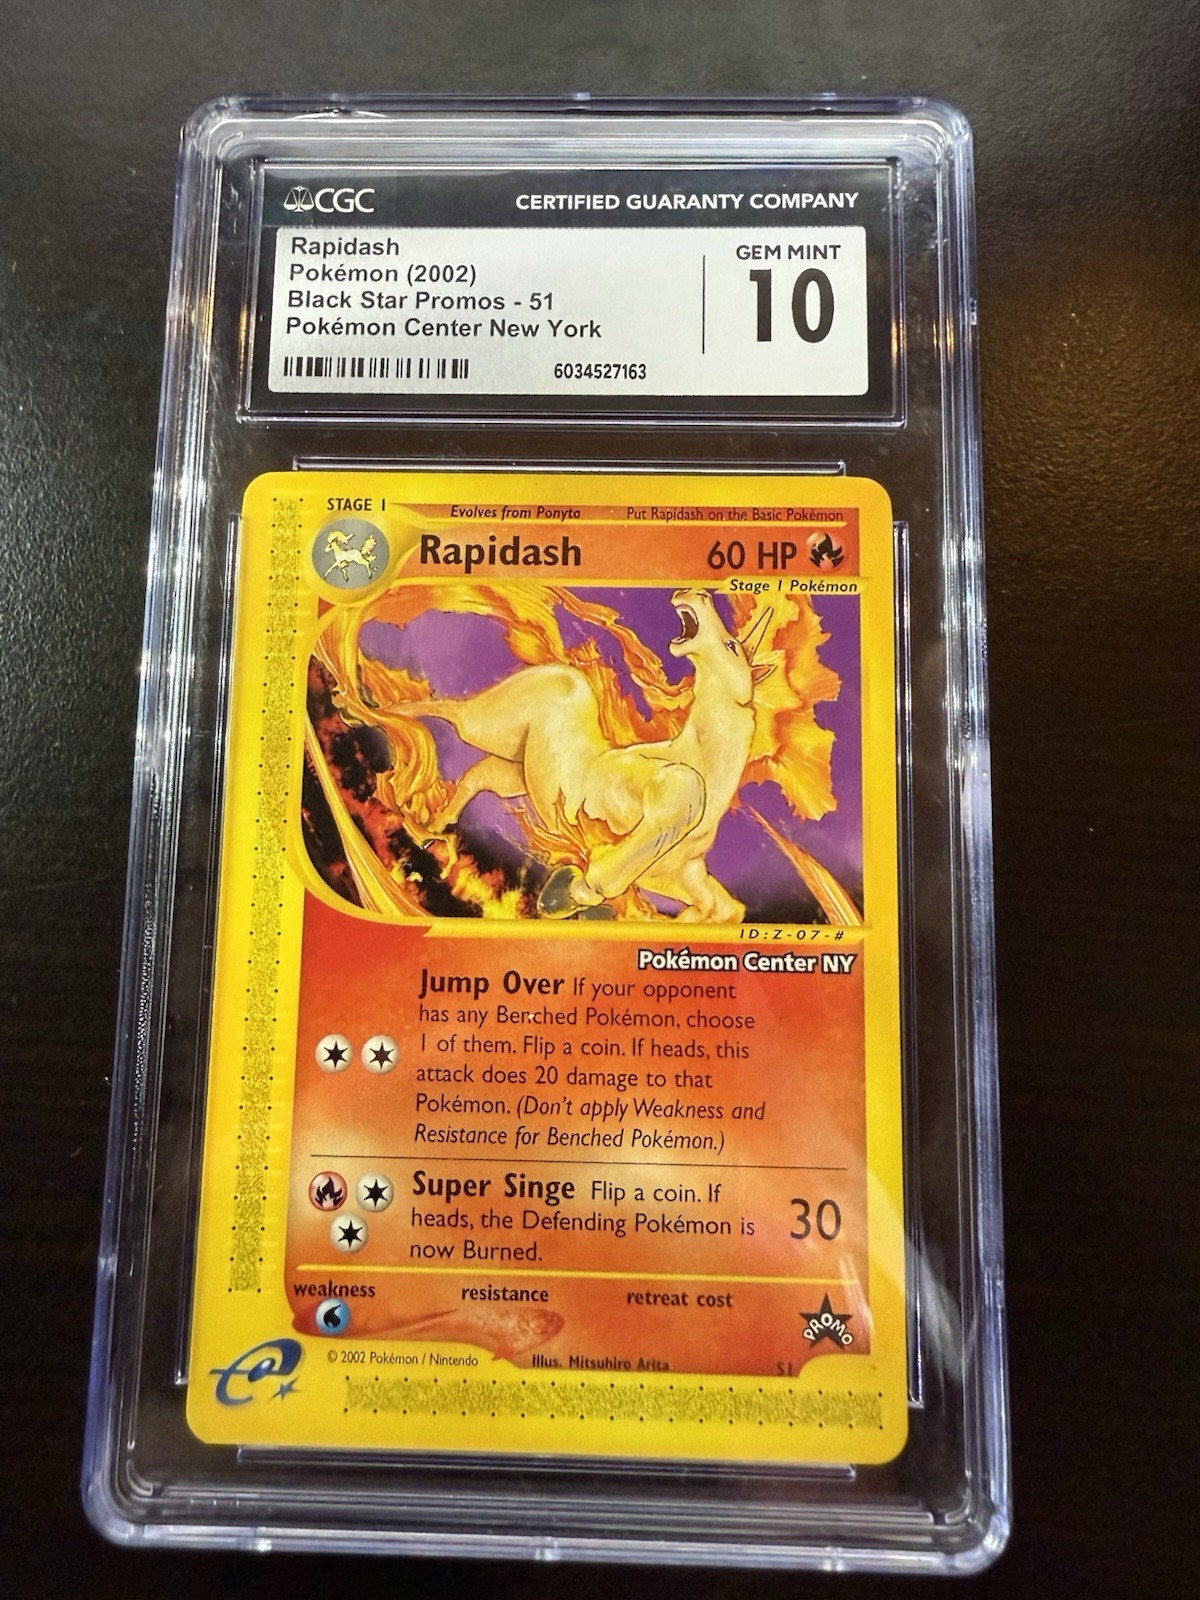 CGC CERTIFIED GUARANTY COMPANY
Rapidash
Pokémon (2002)
Black Star Promos - 51
Pokémon Center New York
GEM MINT
10
6034527163
STAGE 1 Evolves from Ponyta Put Rapidash on the Basic Pokémon
Rapidash 60 HP
Stage 1 Pokémon
ID:Z-07-#
Pokémon Center NY
Jump Over If your opponent
has any Benched Pokémon, choose
1 of them. Flip a coin. If heads, this
attack does 20 damage to that
Pokémon. (Don't apply Weakness and
Resistance for Benched Pokémon.)
Super Singe Flip a coin. If
heads, the Defending Pokémon is
now Burned.
30
weakness resistance retreat cost
PROMO
e
© 2002 Pokémon / Nintendo Illus. Mitsuhiro Arita 51